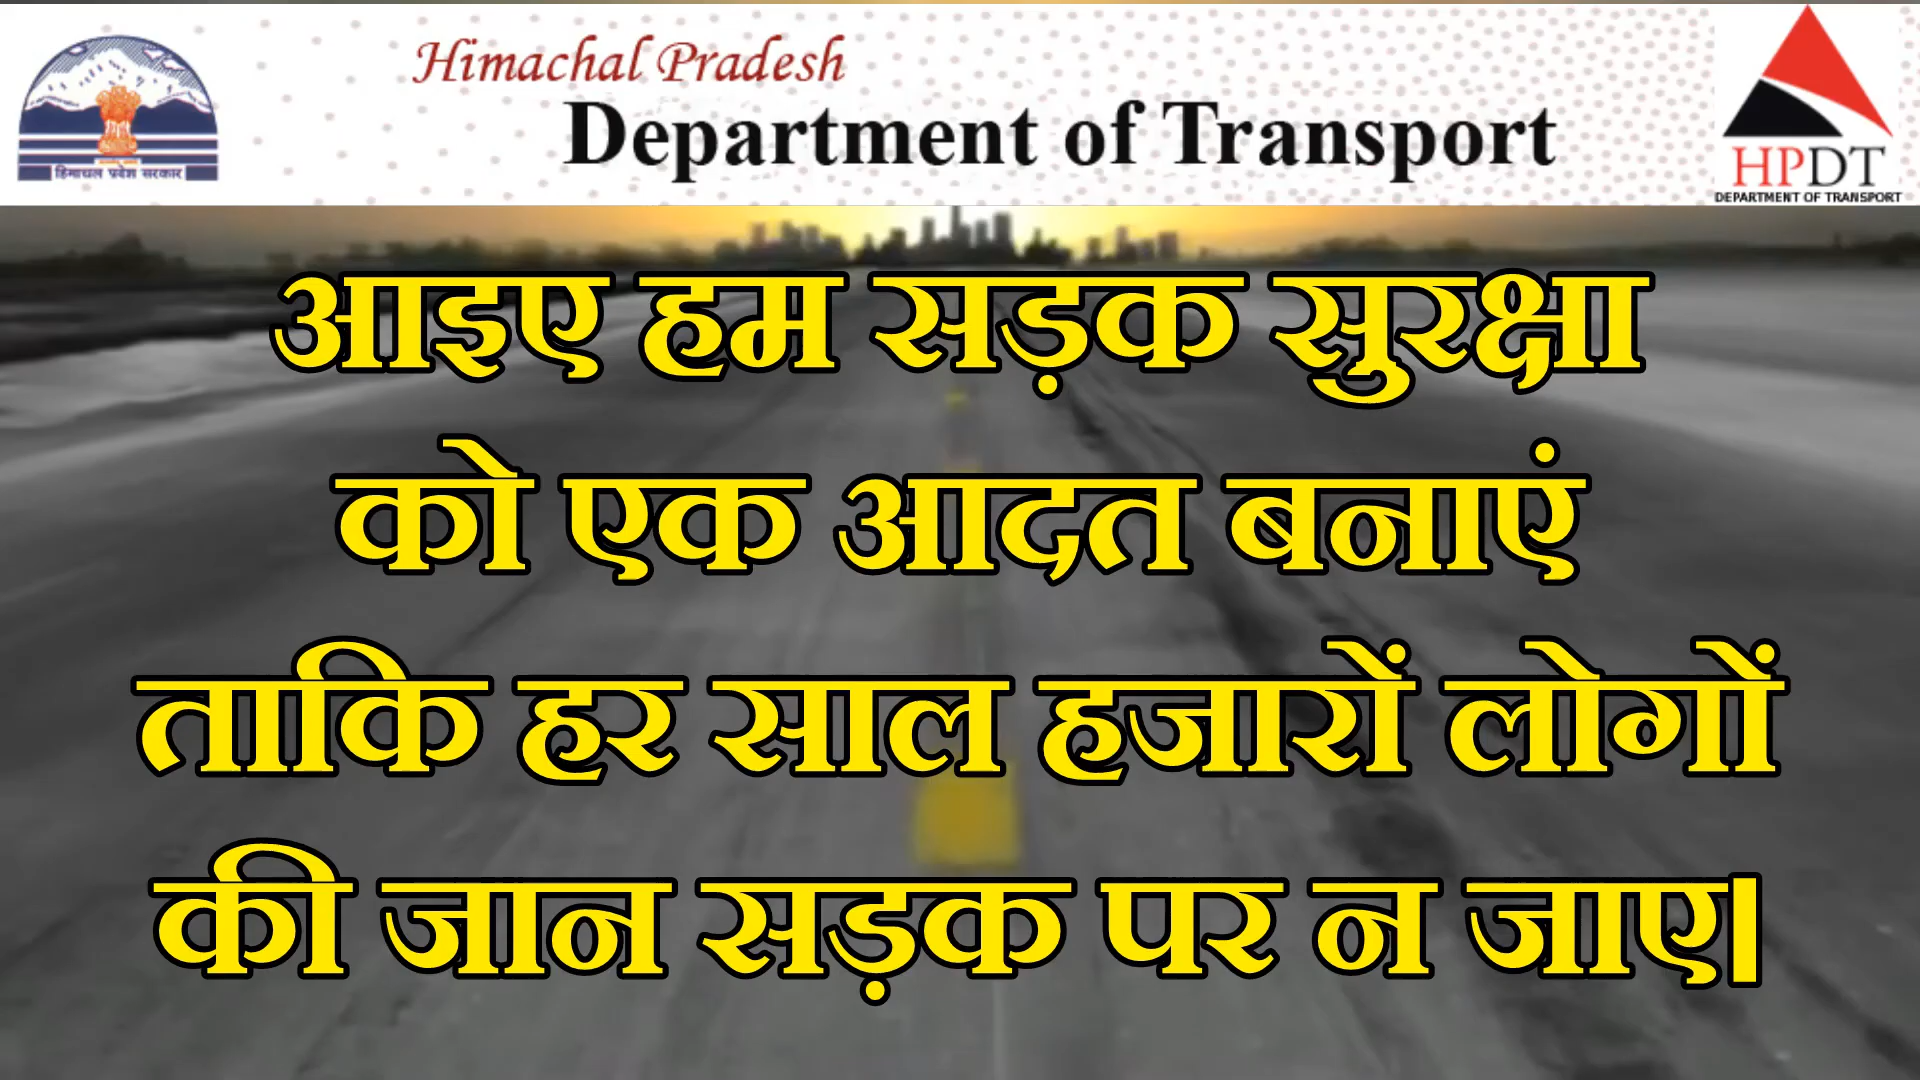 Himachal Pradesh
Department of Transport
हिमाचल प्रदेश सरकार
HPDT
DEPARTMENT OF TRANSPORT
आइए हम सड़क सुरक्षा
को एक आदत बनाएं
ताकि हर साल हजारों लोगों
की जान सड़क पर न जाए।